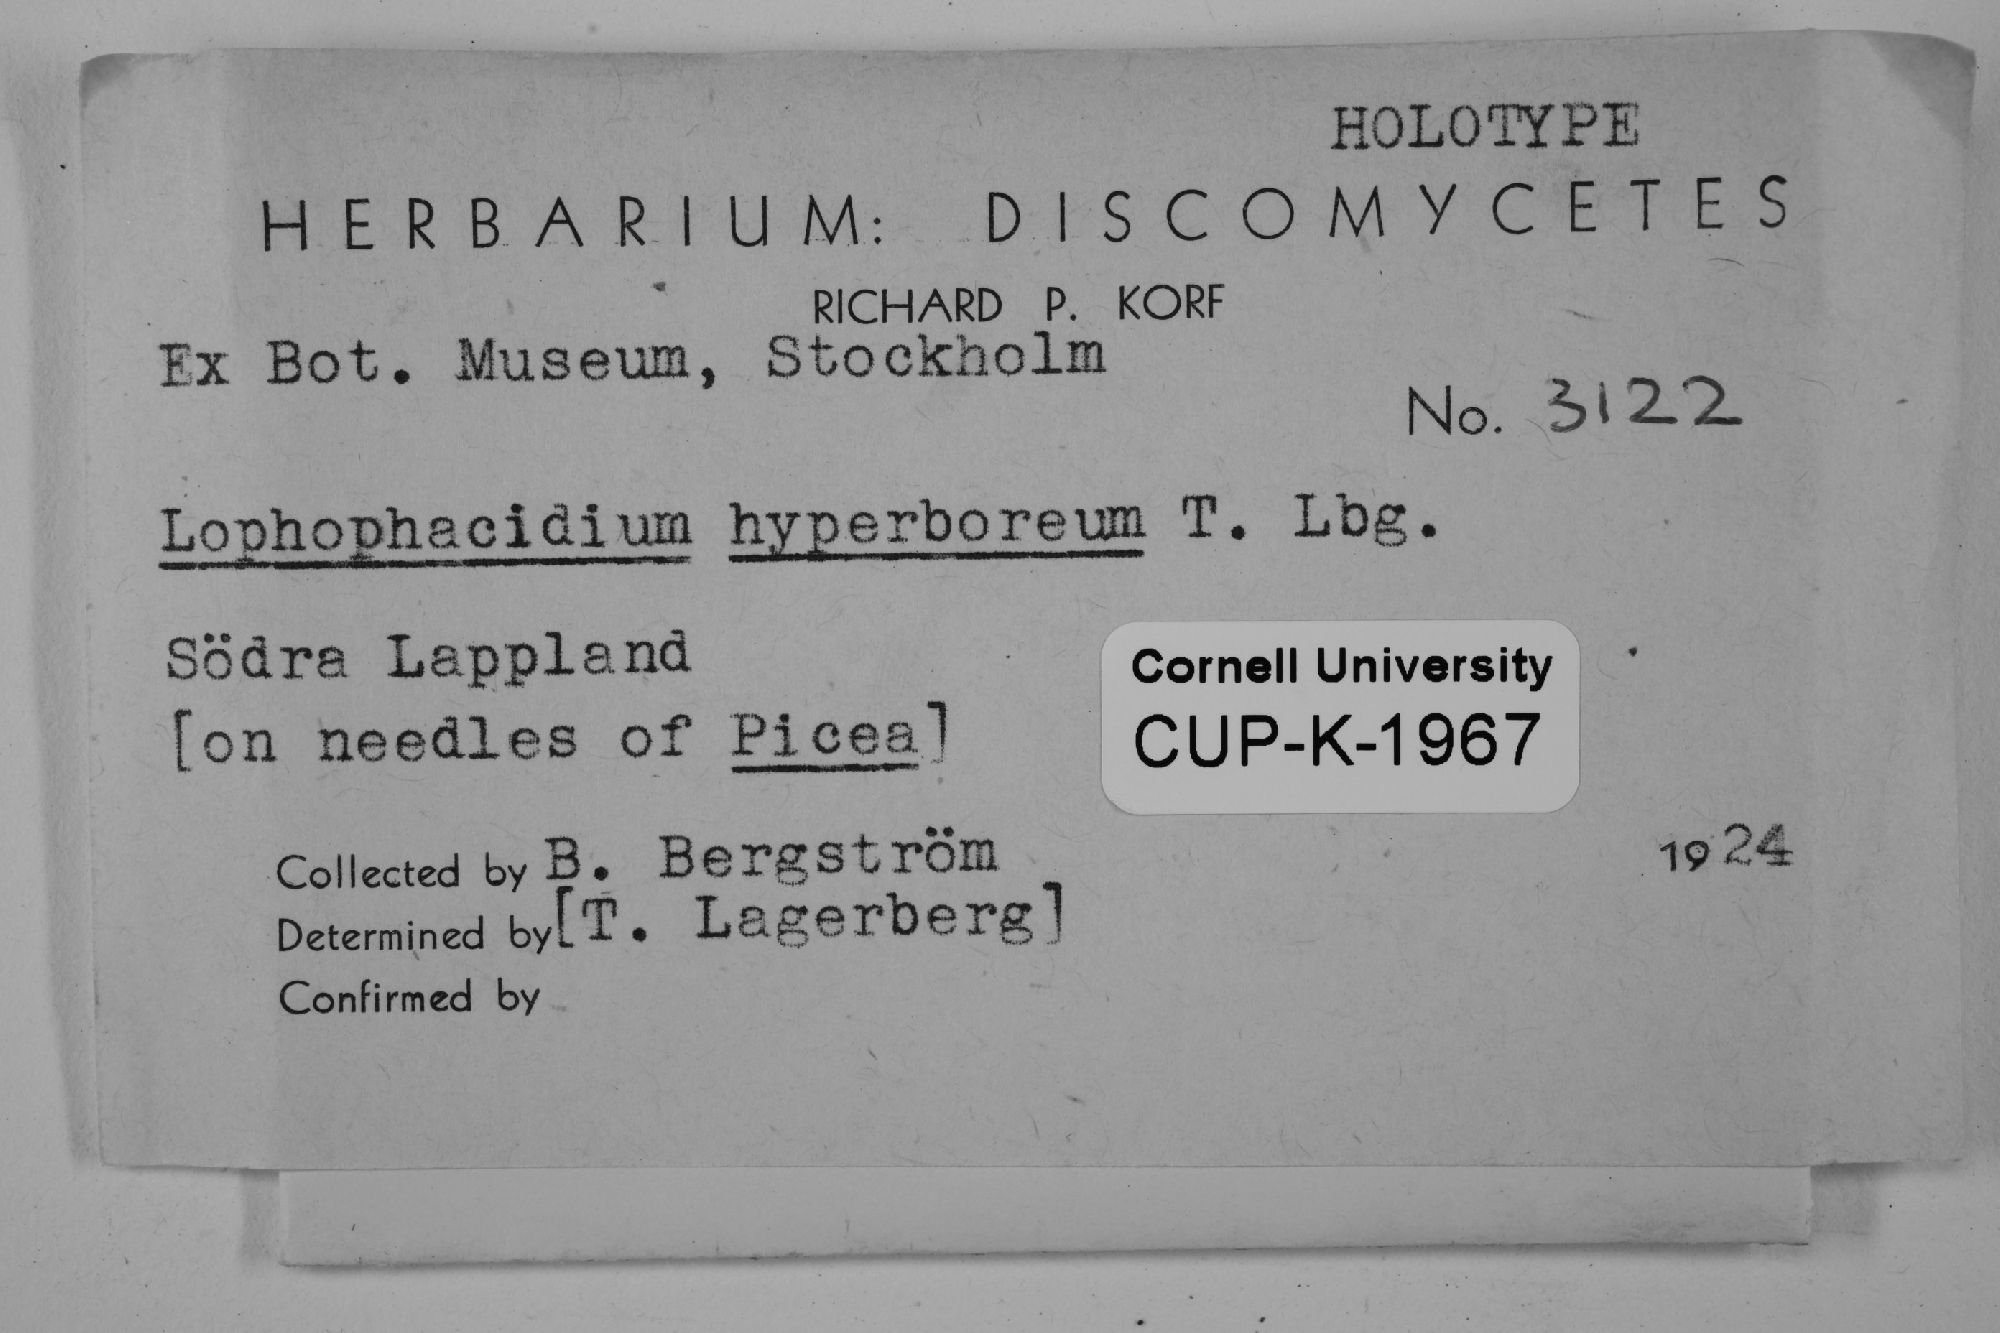 HOLOTYPE
HERBARIUM: DISCOMYCETES
RICHARD P. KORF
Ex Bot. Museum, Stockholm
No. 3122
Lophophacidium hyperboreum T. Lbg.
Södra Lappland
[on needles of Picea]
Cornell University
CUP-K-1967
Collected by B. Bergström 1924
Determined by [T. Lagerberg]
Confirmed by